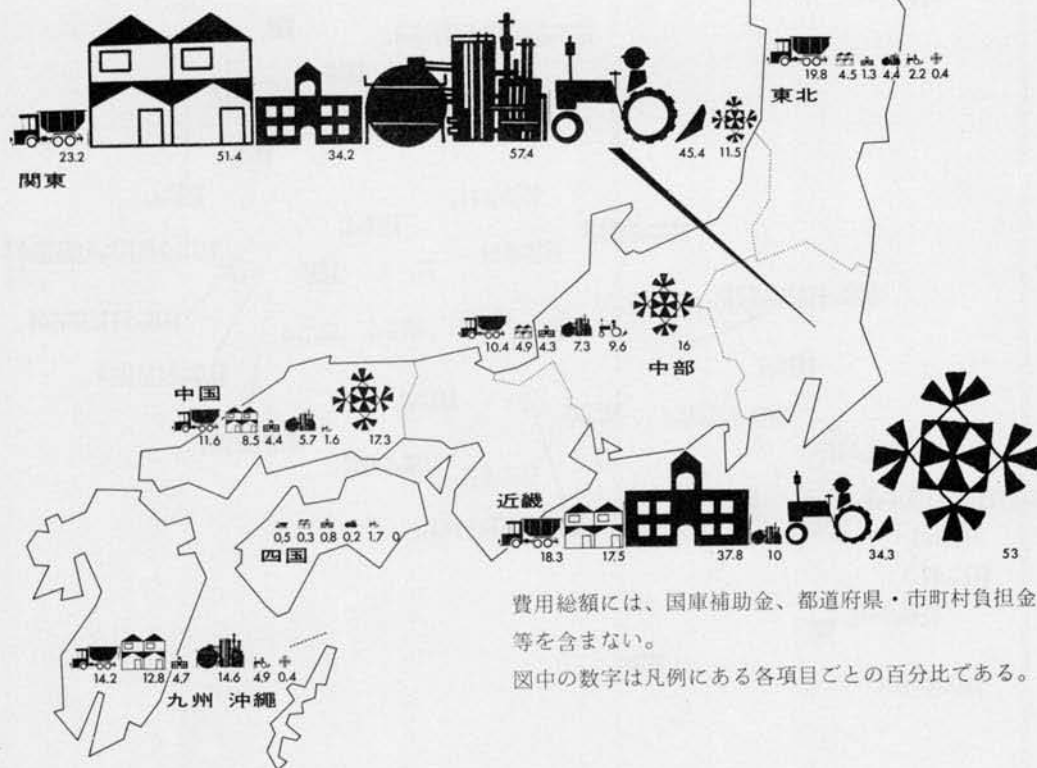 19.8 4.5 1.3 4.4 2.2 0.4
東北
23.2 51.4 34.2 57.4 45.4 11.5
関東
10.4 4.9 4.3 7.3 9.6 16
中部
中国
11.6 8.5 4.4 5.7 1.6 17.3
近畿
18.3 17.5 37.8 10 34.3 53
0.5 0.3 0.8 0.2 1.7 0
四国
費用総額には、国庫補助金、都道府県・市町村負担金
等を含まない。
図中の数字は凡例にある各項目ごとの百分比である。
14.2 12.8 4.7 14.6 4.9 0.4
九州 沖縄